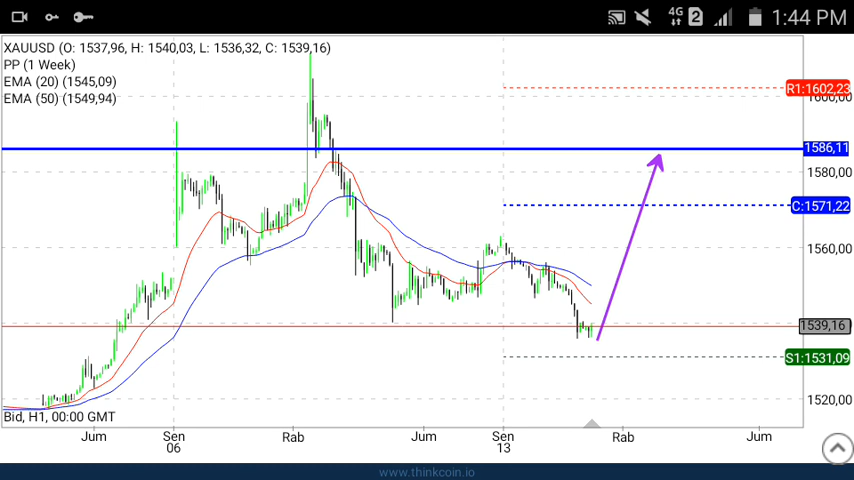 4G 2 1:44 PM
XAUUSD (O: 1537,96, H: 1540,03, L: 1536,32, C: 1539,16)
PP (1 Week)
EMA (20) (1545,09)
EMA (50) (1549,94)
R1:1602,23
1600,00
1586,11
1580,00
C:1571,22
1560,00
1539,16
S1:1531,09
1520,00
Bid, H1, 00:00 GMT
Jum Sen Rab Jum Sen Rab Jum
06 13
www.thinkcoin.io